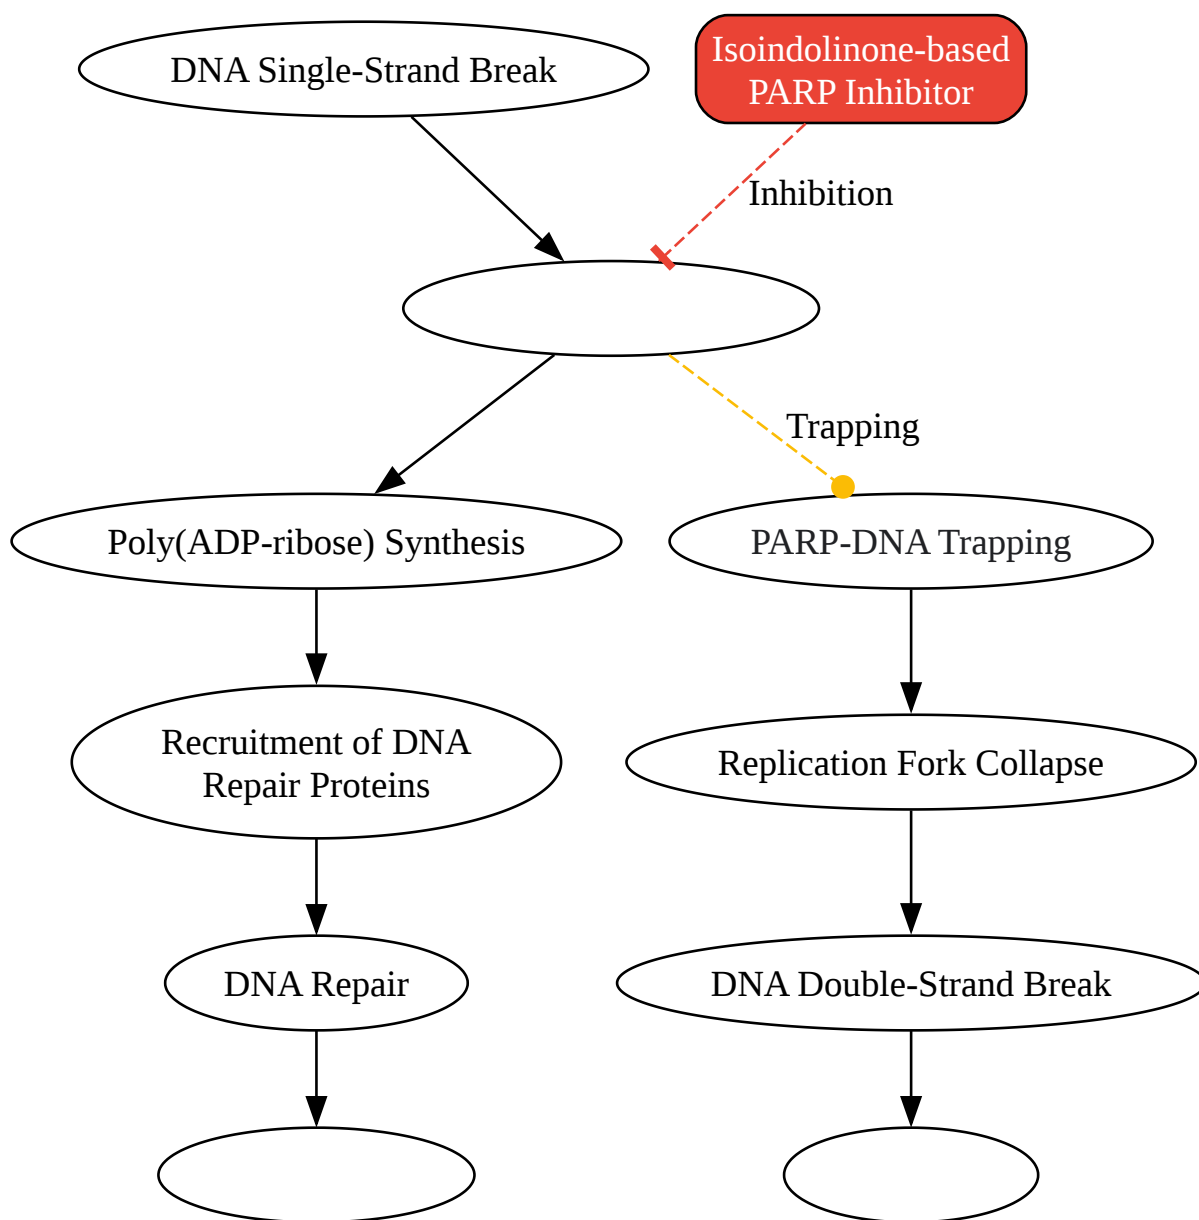 DNA Single-Strand Break
Isoindolinone-based
PARP Inhibitor
Inhibition
Trapping
Poly(ADP-ribose) Synthesis
PARP-DNA Trapping
Recruitment of DNA
Repair Proteins
Replication Fork Collapse
DNA Repair
DNA Double-Strand Break